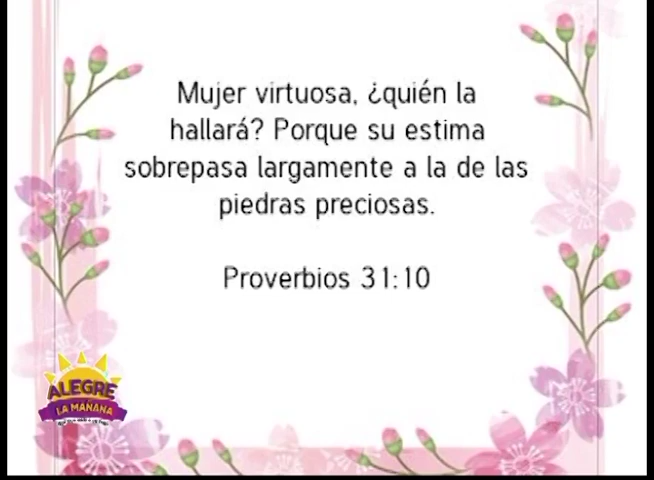 Mujer virtuosa, ¿quién la
hallará? Porque su estima
sobrepasa largamente a la de las
piedras preciosas.
Proverbios 31:10
ALEGRE
LA MAÑANA